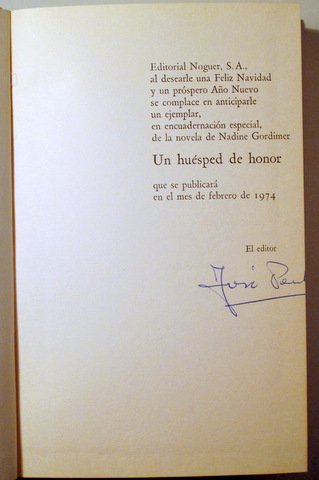 Editorial Noguer, S. A.,
al desearle una Feliz Navidad
y un próspero Año Nuevo
se complace en anticiparle
un ejemplar,
en encuadernación especial,
de la novela de Nadine Gordimer
Un huésped de honor
que se publicará
en el mes de febrero de 1974
El editor
José